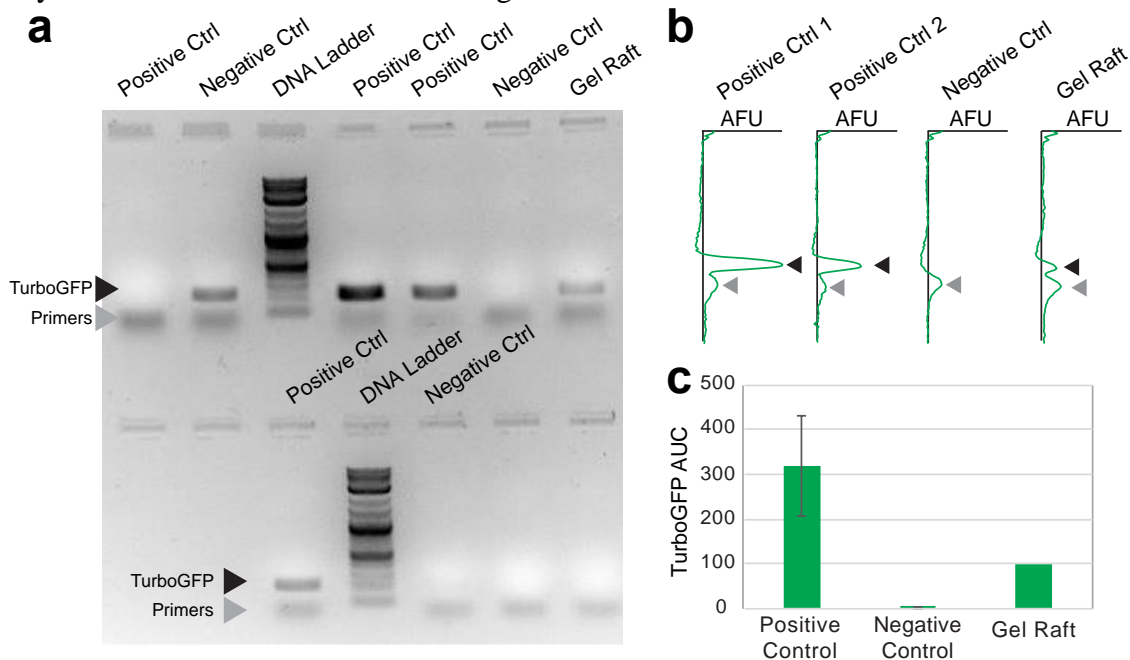 a
Positive Ctrl
Negative Ctrl
DNA Ladder
Positive Ctrl
Positive Ctrl
Negative Ctrl
Gel Raft
TurboGFP
Primers
Positive Ctrl
DNA Ladder
Negative Ctrl
TurboGFP
Primers
b
Positive Ctrl 1
Positive Ctrl 2
Negative Ctrl
Gel Raft
AFU
AFU
AFU
AFU
c
TurboGFP AUC
500
400
300
200
100
0
Positive
Control
Negative
Control
Gel Raft